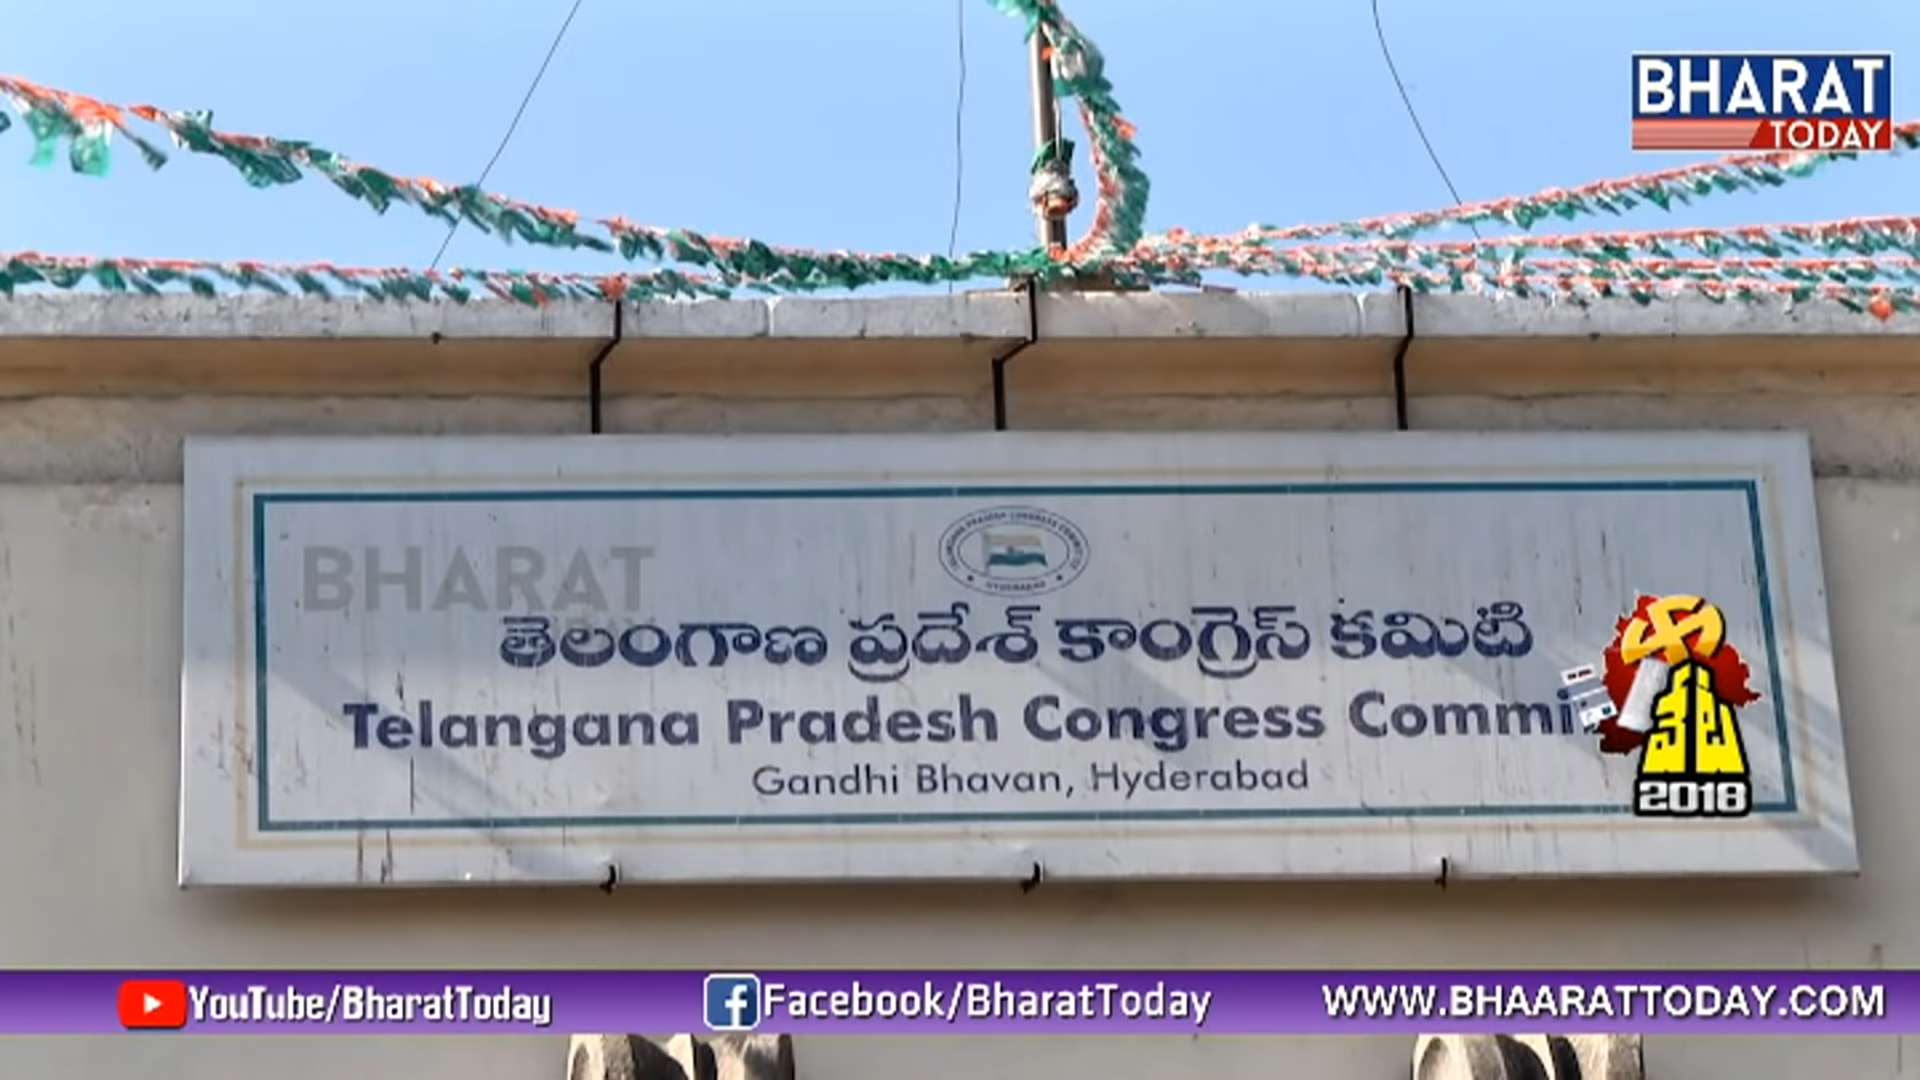 BHARAT
TODAY
BHARAT
తెలంగాణ ప్రదేశ్ కాంగ్రెస్ కమిటి
Telangana Pradesh Congress Commi
Gandhi Bhavan, Hyderabad
2018
YouTube/BharatToday
Facebook/BharatToday
WWW.BHAARATTODAY.COM